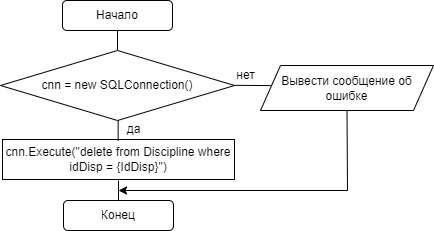 Начало
cnn = new SQLConnection()
нет
Вывести сообщение об
ошибке
да
cnn.Execute("delete from Discipline where
idDisp = {IdDisp}")
Конец